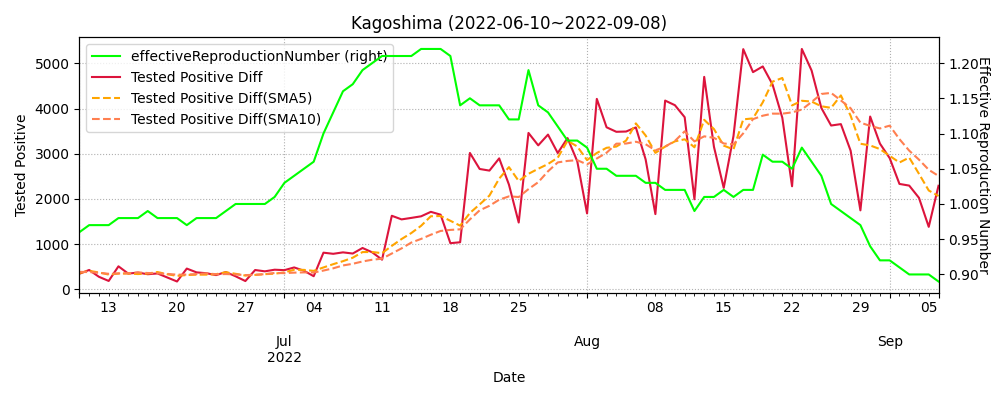 Kagoshima (2022-06-10~2022-09-08)
effectiveReproductionNumber (right)
Tested Positive Diff
Tested Positive Diff(SMA5)
Tested Positive Diff(SMA10)
Tested Positive
5000
4000
3000
2000
1000
0
1.20
1.15
1.10
1.05
1.00
0.95
0.90
Effective Reproduction Number
13 20 27 04 11 18 25 08 15 22 29 05
Jul Aug Sep
2022
Date